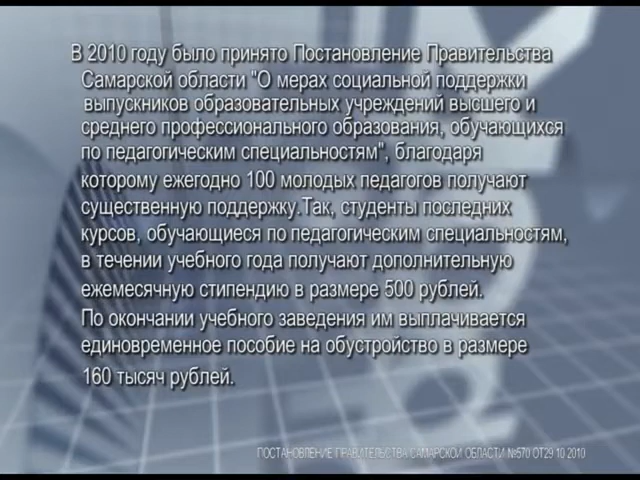 В 2010 году было принято Постановление Правительства
Самарской области "О мерах социальной поддержки
выпускников образовательных учреждений высшего и
среднего профессионального образования, обучающихся
по педагогическим специальностям", благодаря
которому ежегодно 100 молодых педагогов получают
существенную поддержку.Так, студенты последних
курсов, обучающиеся по педагогическим специальностям,
в течении учебного года получают дополнительную
ежемесячную стипендию в размере 500 рублей.
По окончании учебного заведения им выплачивается
единовременное пособие на обустройство в размере
160 тысяч рублей.
ПОСТАНОВЛЕНИЕ ПРАВИТЕЛЬСТВА САМАРСКОЙ ОБЛАСТИ №570 ОТ29 10 2010